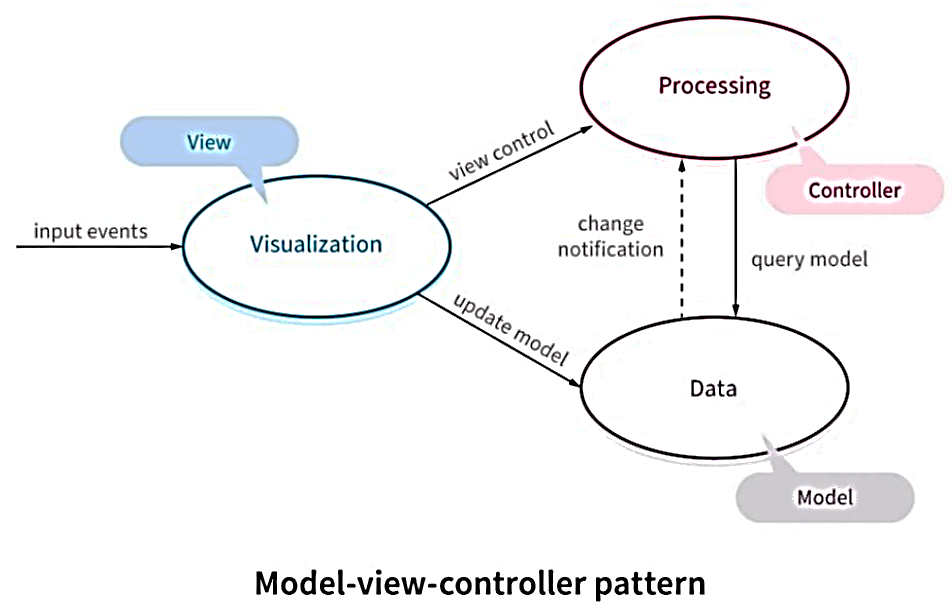 Processing
View
view control
Controller
input events
Visualization
change
notification
query model
update model
Data
Model
Model-view-controller pattern